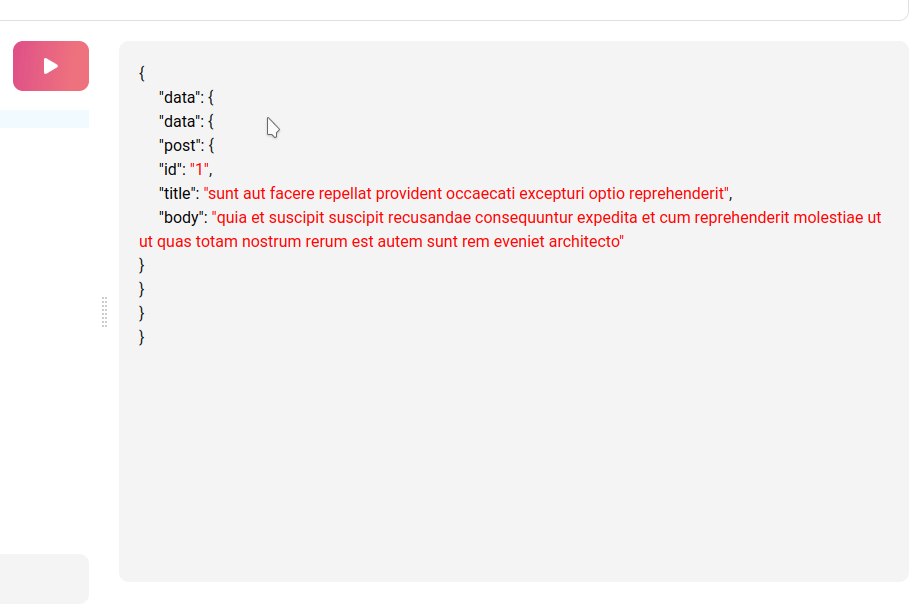 {
"data": {
"data": {
"post": {
"id": "1",
"title": "sunt aut facere repellat provident occaecati excepturi optio reprehenderit",
"body": "quia et suscipit suscipit recusandae consequuntur expedita et cum reprehenderit molestiae ut
ut quas totam nostrum rerum est autem sunt rem eveniet architecto"
}
}
}
}